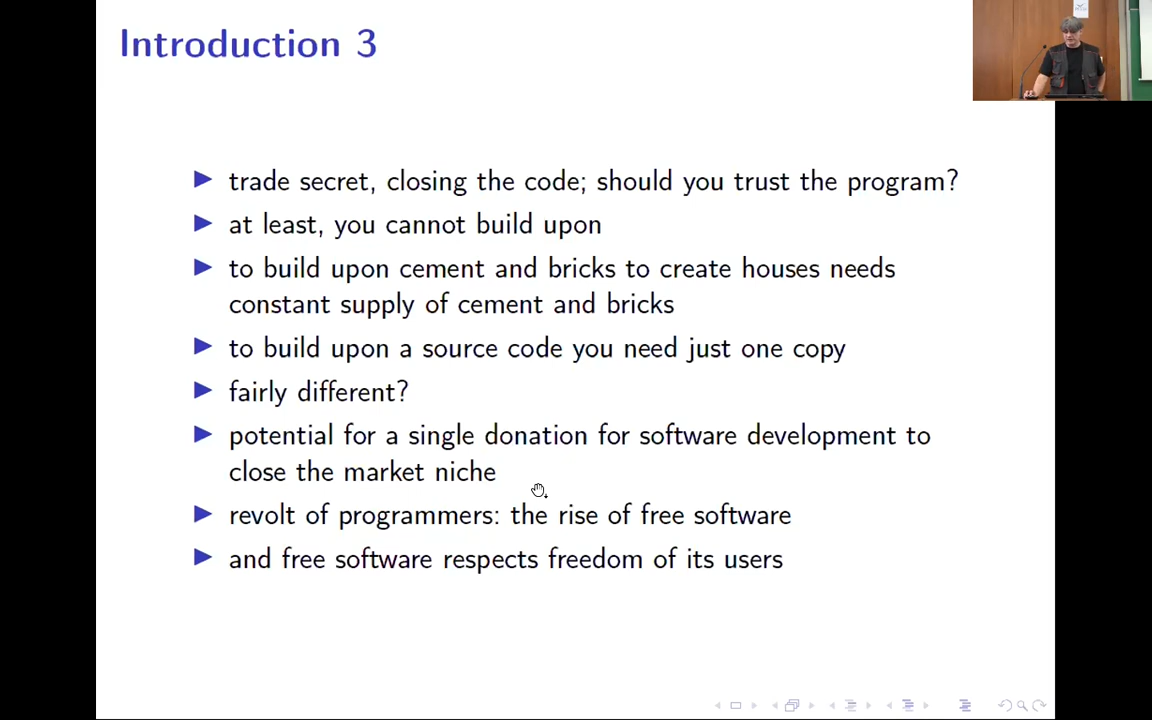 Introduction 3
trade secret, closing the code; should you trust the program?
at least, you cannot build upon
to build upon cement and bricks to create houses needs
constant supply of cement and bricks
to build upon a source code you need just one copy
fairly different?
potential for a single donation for software development to
close the market niche
revolt of programmers: the rise of free software
and free software respects freedom of its users